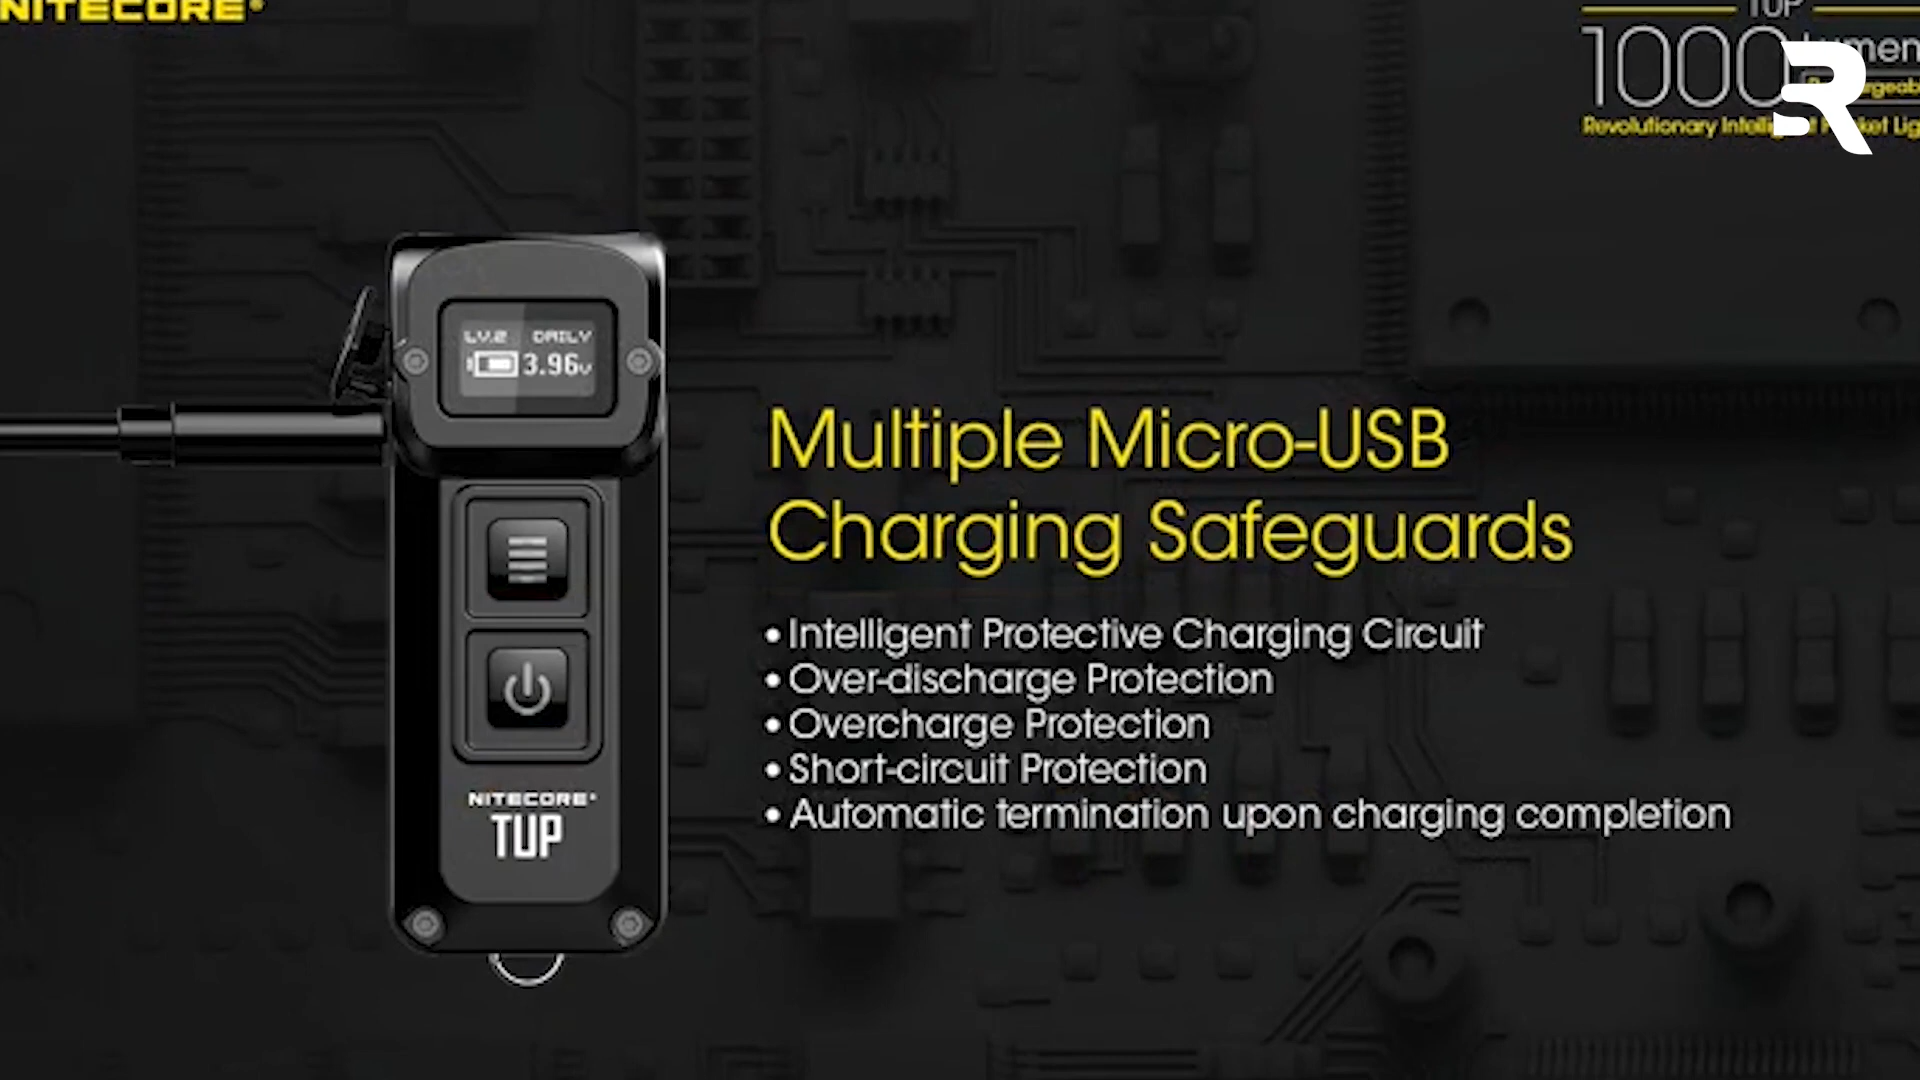 NITECORE®
TUP
1000
Revolutionary
LV.2 DAILY
3.96V
Multiple Micro-USB
Charging Safeguards
• Intelligent Protective Charging Circuit
• Over-discharge Protection
• Overcharge Protection
• Short-circuit Protection
• Automatic termination upon charging completion
NITECORE®
TUP